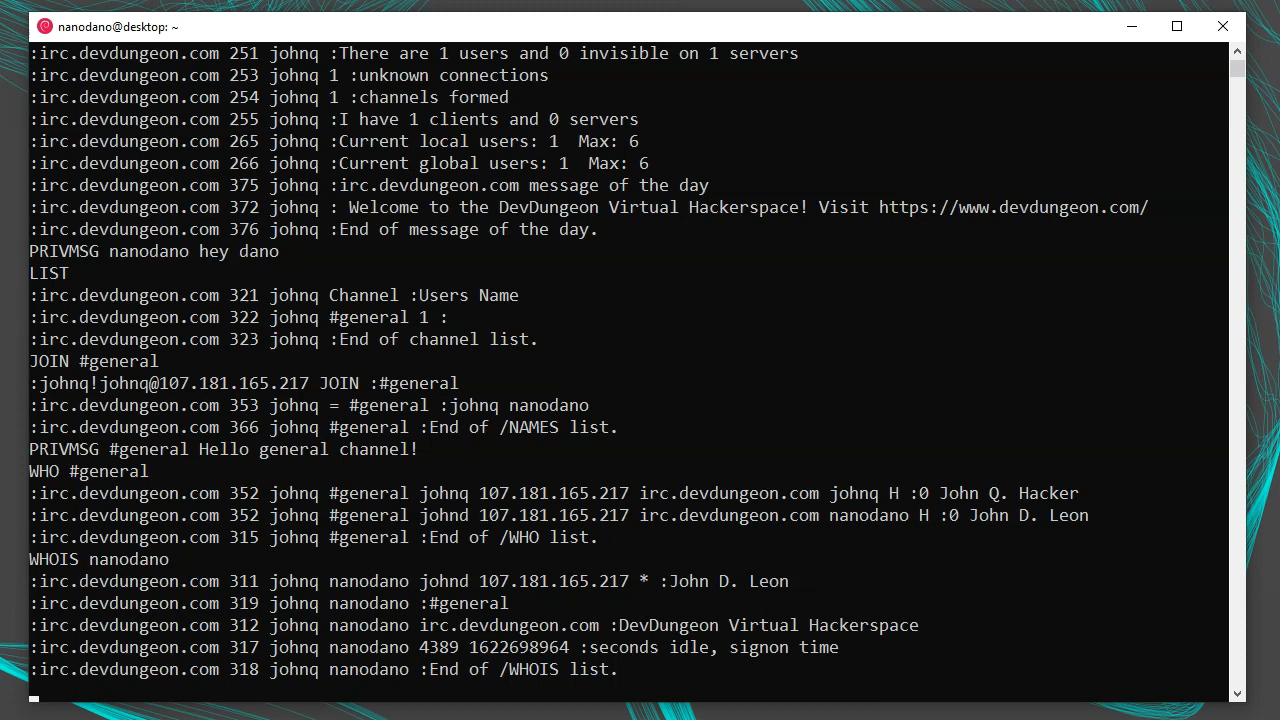 nanodano@desktop: ~
:irc.devdungeon.com 251 johnq :There are 1 users and 0 invisible on 1 servers
:irc.devdungeon.com 253 johnq 1 :unknown connections
:irc.devdungeon.com 254 johnq 1 :channels formed
:irc.devdungeon.com 255 johnq :I have 1 clients and 0 servers
:irc.devdungeon.com 265 johnq :Current local users: 1  Max: 6
:irc.devdungeon.com 266 johnq :Current global users: 1  Max: 6
:irc.devdungeon.com 375 johnq :irc.devdungeon.com message of the day
:irc.devdungeon.com 372 johnq : Welcome to the DevDungeon Virtual Hackerspace! Visit https://www.devdungeon.com/
:irc.devdungeon.com 376 johnq :End of message of the day.
PRIVMSG nanodano hey dano
LIST
:irc.devdungeon.com 321 johnq Channel :Users Name
:irc.devdungeon.com 322 johnq #general 1 :
:irc.devdungeon.com 323 johnq :End of channel list.
JOIN #general
:johnq!johnq@107.181.165.217 JOIN :#general
:irc.devdungeon.com 353 johnq = #general :johnq nanodano
:irc.devdungeon.com 366 johnq #general :End of /NAMES list.
PRIVMSG #general Hello general channel!
WHO #general
:irc.devdungeon.com 352 johnq #general johnq 107.181.165.217 irc.devdungeon.com johnq H :0 John Q. Hacker
:irc.devdungeon.com 352 johnq #general johnd 107.181.165.217 irc.devdungeon.com nanodano H :0 John D. Leon
:irc.devdungeon.com 315 johnq #general :End of /WHO list.
WHOIS nanodano
:irc.devdungeon.com 311 johnq nanodano johnd 107.181.165.217 * :John D. Leon
:irc.devdungeon.com 319 johnq nanodano :#general
:irc.devdungeon.com 312 johnq nanodano irc.devdungeon.com :DevDungeon Virtual Hackerspace
:irc.devdungeon.com 317 johnq nanodano 4389 1622698964 :seconds idle, signon time
:irc.devdungeon.com 318 johnq nanodano :End of /WHOIS list.